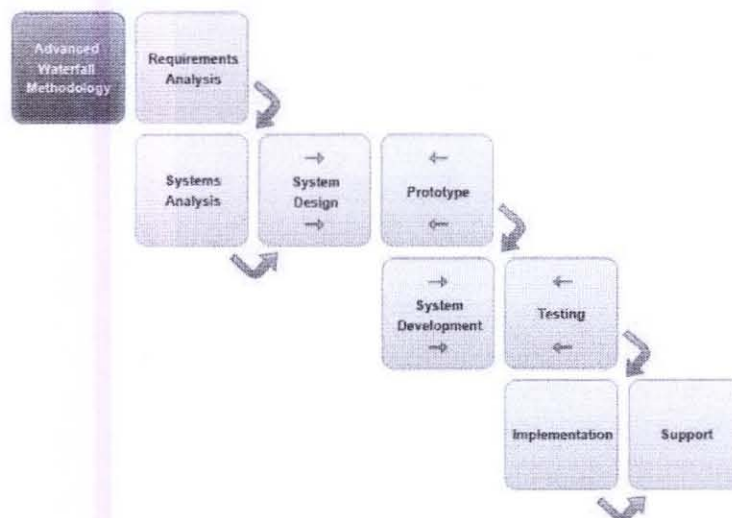 Advanced
Waterfall
Methodology
Requirements
Analysis
Systems
Analysis
System
Design
Prototype
System
Development
Testing
Implementation
Support